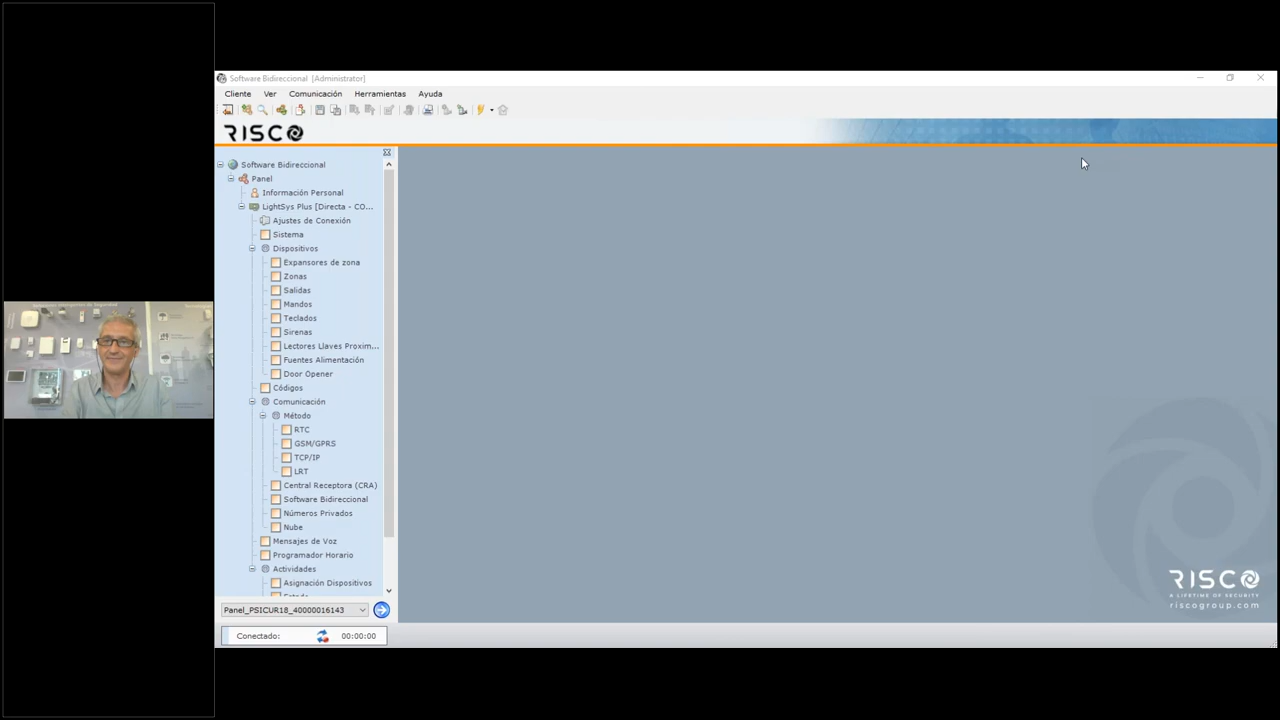 Software Bidireccional [Administrator]
Cliente Ver Comunicación Herramientas Ayuda
RISCO
Software Bidireccional
Panel
Información Personal
LightSys Plus [Directa - CO...
Ajustes de Conexión
Sistema
Dispositivos
Expansores de zona
Zonas
Salidas
Mandos
Teclados
Sirenas
Lectores Llaves Proxim...
Fuentes Alimentación
Door Opener
Códigos
Comunicación
Método
RTC
GSM/GPRS
TCP/IP
LRT
Central Receptora (CRA)
Software Bidireccional
Números Privados
Nube
Mensajes de Voz
Programador Horario
Actividades
Asignación Dispositivos
Panel_PSICUR18_40000016143
Conectado: 00:00:00
RISCO
A LIFETIME OF SECURITY
riscogroup.com